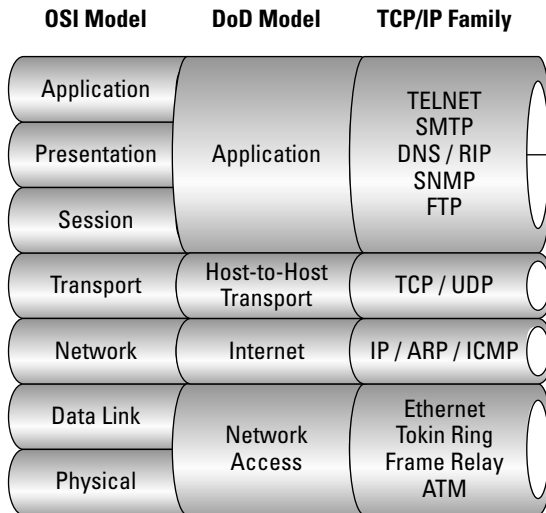 OSI Model DoD Model TCP/IP Family
Application
Presentation
Session
Application
TELNET
SMTP
DNS / RIP
SNMP
FTP
Transport
Host-to-Host
Transport
TCP / UDP
Network
Internet
IP / ARP / ICMP
Data Link
Physical
Network
Access
Ethernet
Tokin Ring
Frame Relay
ATM